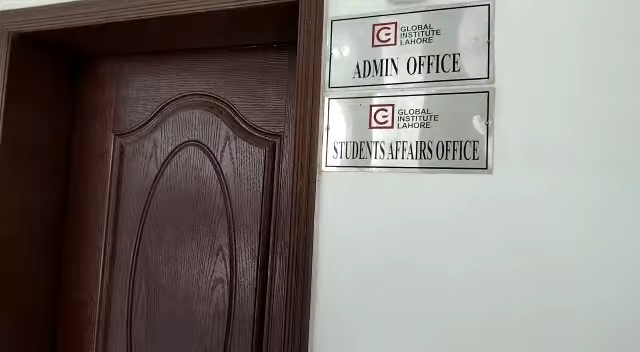 GLOBAL
INSTITUTE
LAHORE
ADMIN OFFICE
GLOBAL
INSTITUTE
LAHORE
STUDENTS AFFAIRS OFFICE